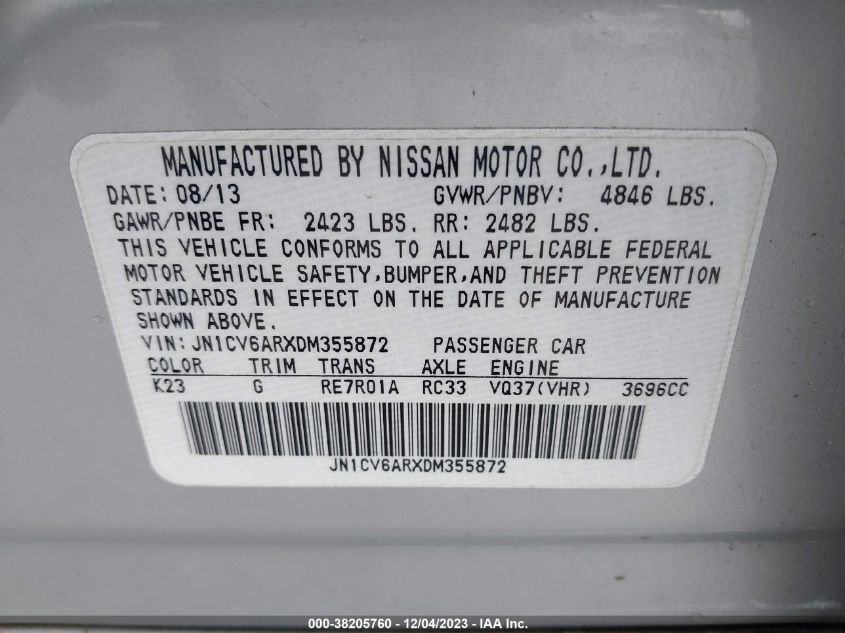 MANUFACTURED BY NISSAN MOTOR CO.,LTD.
DATE: 08/13 GVWR/PNBV: 4846 LBS.
GAWR/PNBE FR: 2423 LBS. RR: 2482 LBS.
THIS VEHICLE CONFORMS TO ALL APPLICABLE FEDERAL
MOTOR VEHICLE SAFETY,BUMPER,AND THEFT PREVENTION
STANDARDS IN EFFECT ON THE DATE OF MANUFACTURE
SHOWN ABOVE.
VIN:JN1CV6ARXDM355872 PASSENGER CAR
COLOR TRIM TRANS AXLE ENGINE
K23 G RE7R01A RC33 VQ37(VHR) 3696CC
JN1CV6ARXDM355872
000-38205760 - 12/04/2023 - IAA Inc.